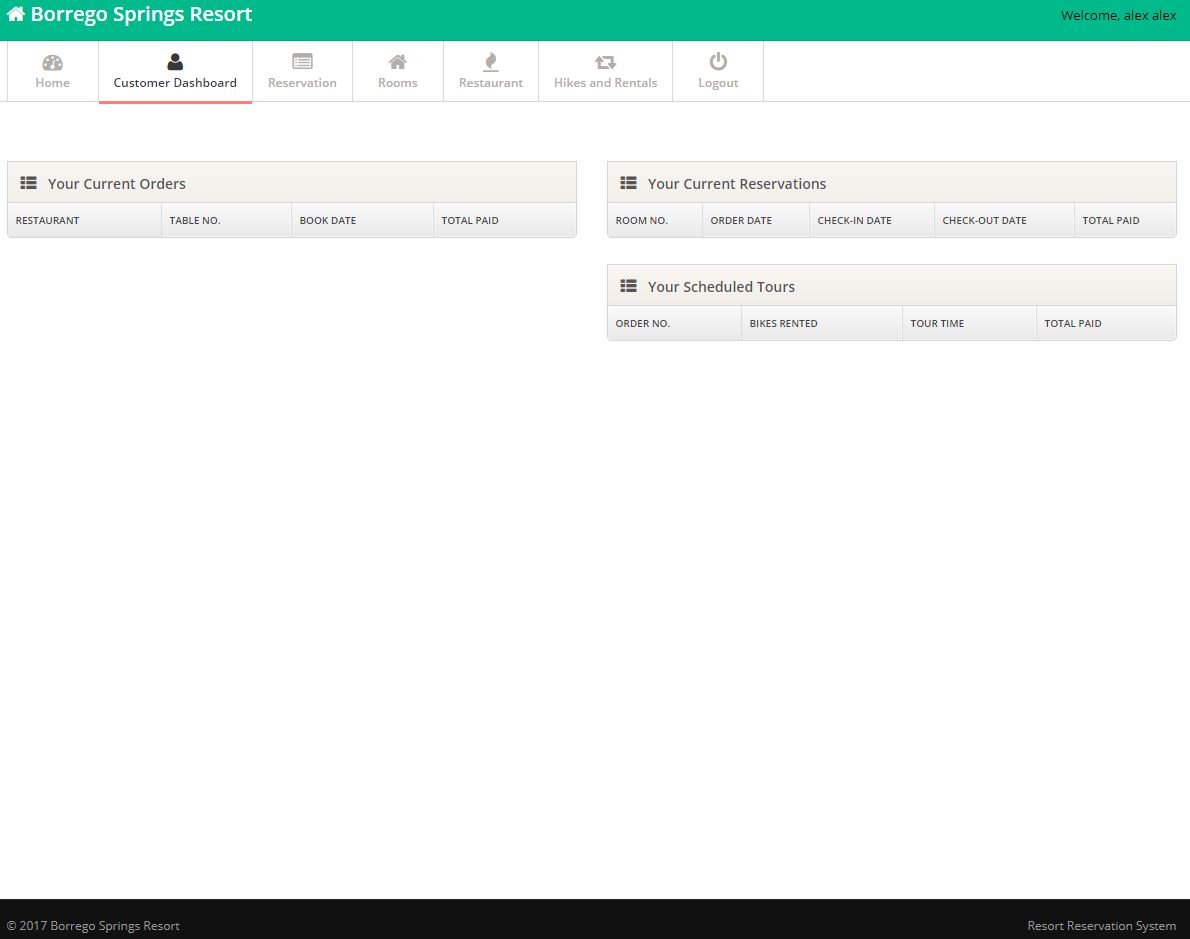 Borrego Springs Resort
Welcome, alex alex
Home
Customer Dashboard
Reservation
Rooms
Restaurant
Hikes and Rentals
Logout
Your Current Orders
RESTAURANT TABLE NO. BOOK DATE TOTAL PAID
Your Current Reservations
ROOM NO. ORDER DATE CHECK-IN DATE CHECK-OUT DATE TOTAL PAID
Your Scheduled Tours
ORDER NO. BIKES RENTED TOUR TIME TOTAL PAID
© 2017 Borrego Springs Resort
Resort Reservation System